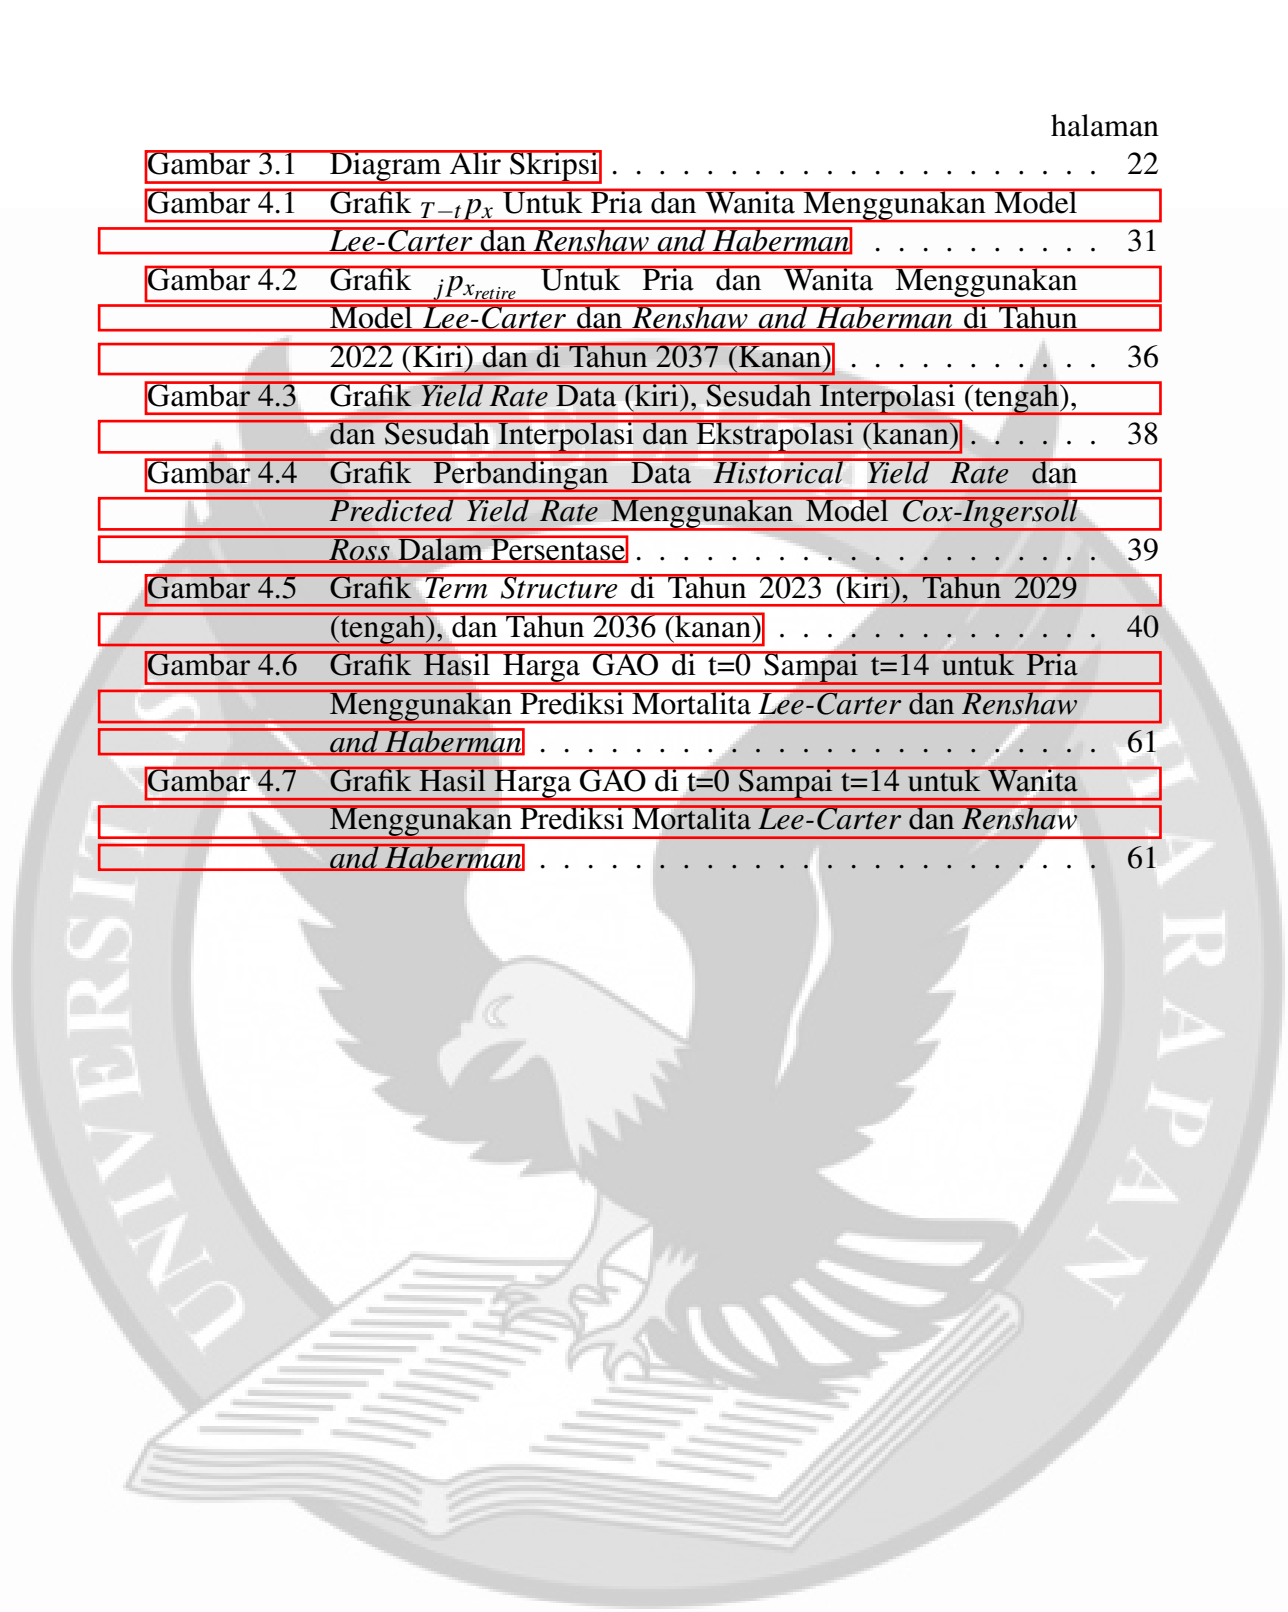 halaman
Gambar 3.1 Diagram Alir Skripsi . . . . . . . . . . . . . . . . . . . . . 22
Gambar 4.1 Grafik T−t p x Untuk Pria dan Wanita Menggunakan Model
Lee-Carter dan Renshaw and Haberman . . . . . . . . . . 31
Gambar 4.2 Grafik j p x retire Untuk Pria dan Wanita Menggunakan
Model Lee-Carter dan Renshaw and Haberman di Tahun
2022 (Kiri) dan di Tahun 2037 (Kanan) . . . . . . . . . . . 36
Gambar 4.3 Grafik Yield Rate Data (kiri), Sesudah Interpolasi (tengah),
dan Sesudah Interpolasi dan Ekstrapolasi (kanan) . . . . . . 38
Gambar 4.4 Grafik Perbandingan Data Historical Yield Rate dan
Predicted Yield Rate Menggunakan Model Cox-Ingersoll
Ross Dalam Persentase . . . . . . . . . . . . . . . . . . . . 39
Gambar 4.5 Grafik Term Structure di Tahun 2023 (kiri), Tahun 2029
(tengah), dan Tahun 2036 (kanan) . . . . . . . . . . . . . . 40
Gambar 4.6 Grafik Hasil Harga GAO di t=0 Sampai t=14 untuk Pria
Menggunakan Prediksi Mortalita Lee-Carter dan Renshaw
and Haberman . . . . . . . . . . . . . . . . . . . . . . . . 61
Gambar 4.7 Grafik Hasil Harga GAO di t=0 Sampai t=14 untuk Wanita
Menggunakan Prediksi Mortalita Lee-Carter dan Renshaw
and Haberman . . . . . . . . . . . . . . . . . . . . . . . . 61
UNIVERSITAS PELITA HARAPAN